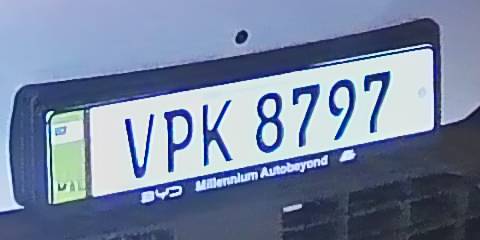 VPK 8797
BYD Millennium Autobeyond